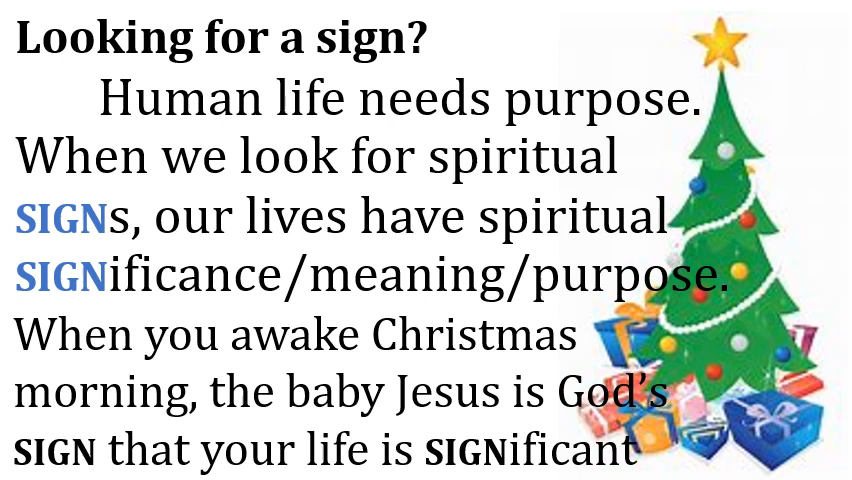 Looking for a sign?
Human life needs purpose.
When we look for spiritual
SIGNs, our lives have spiritual
SIGNificance/meaning/purpose.
When you awake Christmas
morning, the baby Jesus is God’s
SIGN that your life is SIGNificant